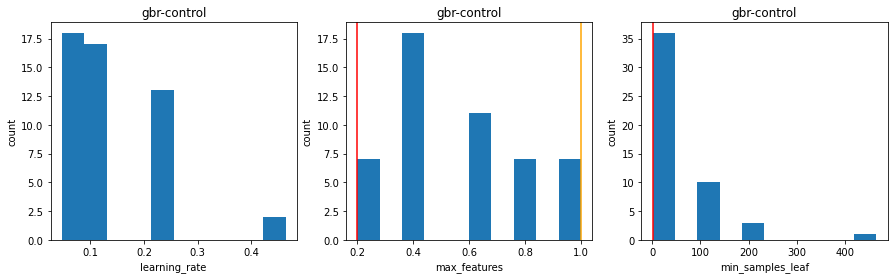 gbr-control
17.5
15.0
12.5
10.0
7.5
5.0
2.5
0.0
count
0.1 0.2 0.3 0.4
learning_rate
gbr-control
17.5
15.0
12.5
10.0
7.5
5.0
2.5
0.0
count
0.2 0.4 0.6 0.8 1.0
max_features
gbr-control
35
30
25
20
15
10
5
0
count
0 100 200 300 400
min_samples_leaf